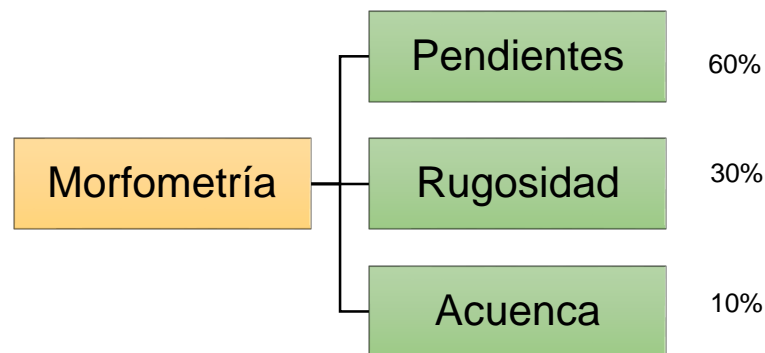 Pendientes
60%
Morfometría
Rugosidad
30%
Acuenca
10%